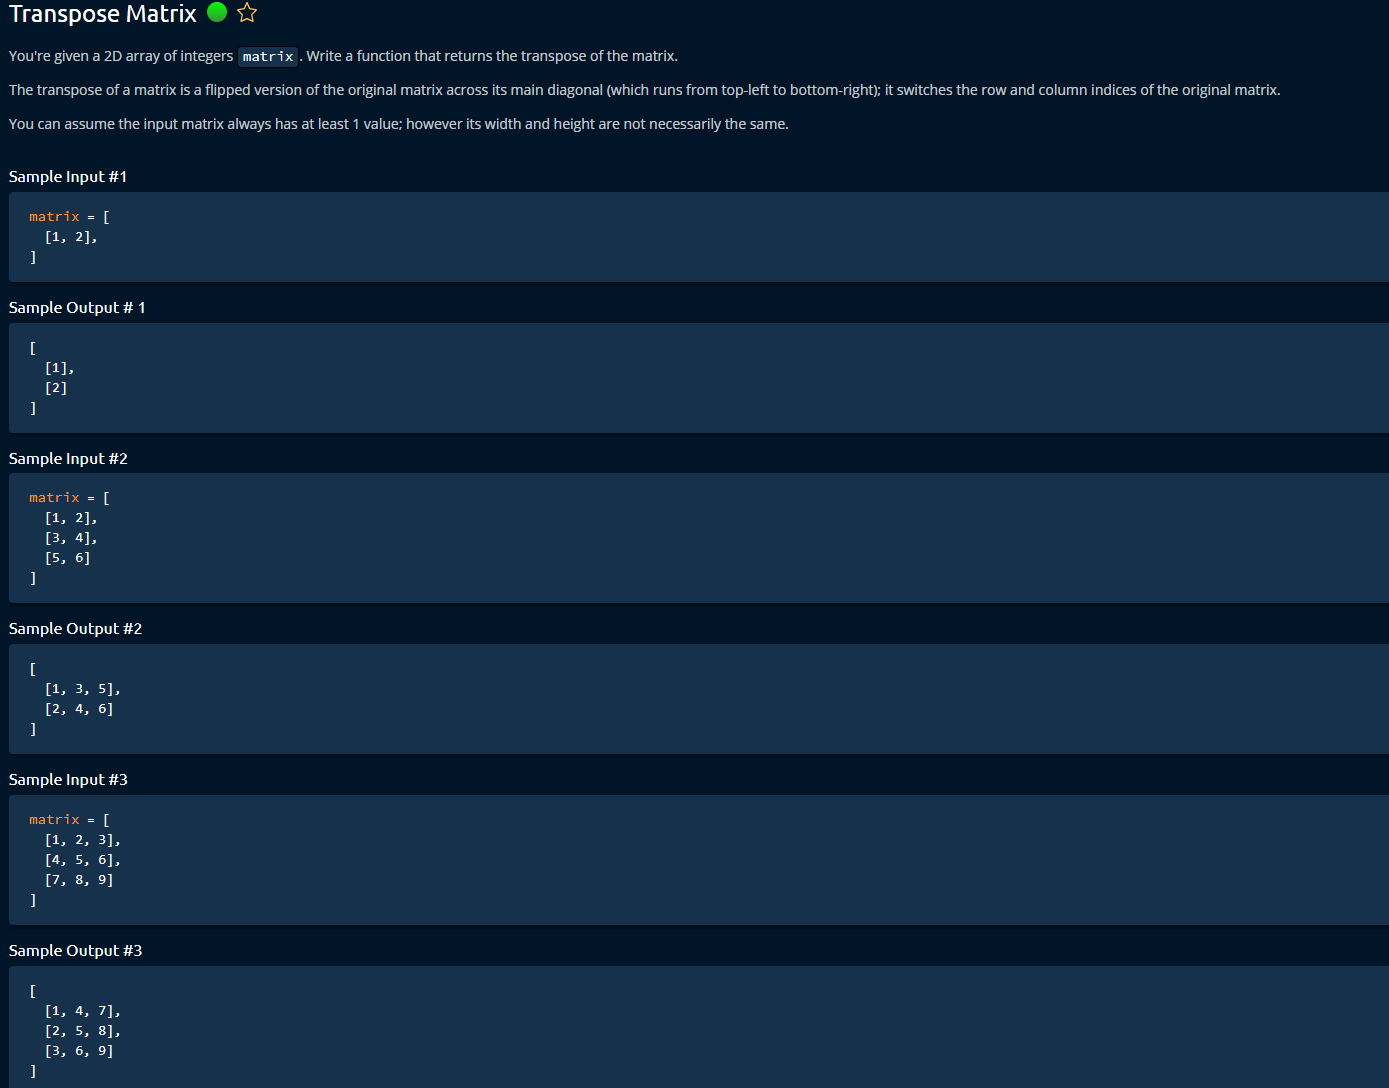 Transpose Matrix
You're given a 2D array of integers matrix. Write a function that returns the transpose of the matrix.
The transpose of a matrix is a flipped version of the original matrix across its main diagonal (which runs from top-left to bottom-right); it switches the row and column indices of the original matrix.
You can assume the input matrix always has at least 1 value; however its width and height are not necessarily the same.
Sample Input #1
matrix = [
  [1, 2],
]
Sample Output # 1
[
  [1],
  [2]
]
Sample Input #2
matrix = [
  [1, 2],
  [3, 4],
  [5, 6]
]
Sample Output #2
[
  [1, 3, 5],
  [2, 4, 6]
]
Sample Input #3
matrix = [
  [1, 2, 3],
  [4, 5, 6],
  [7, 8, 9]
]
Sample Output #3
[
  [1, 4, 7],
  [2, 5, 8],
  [3, 6, 9]
]